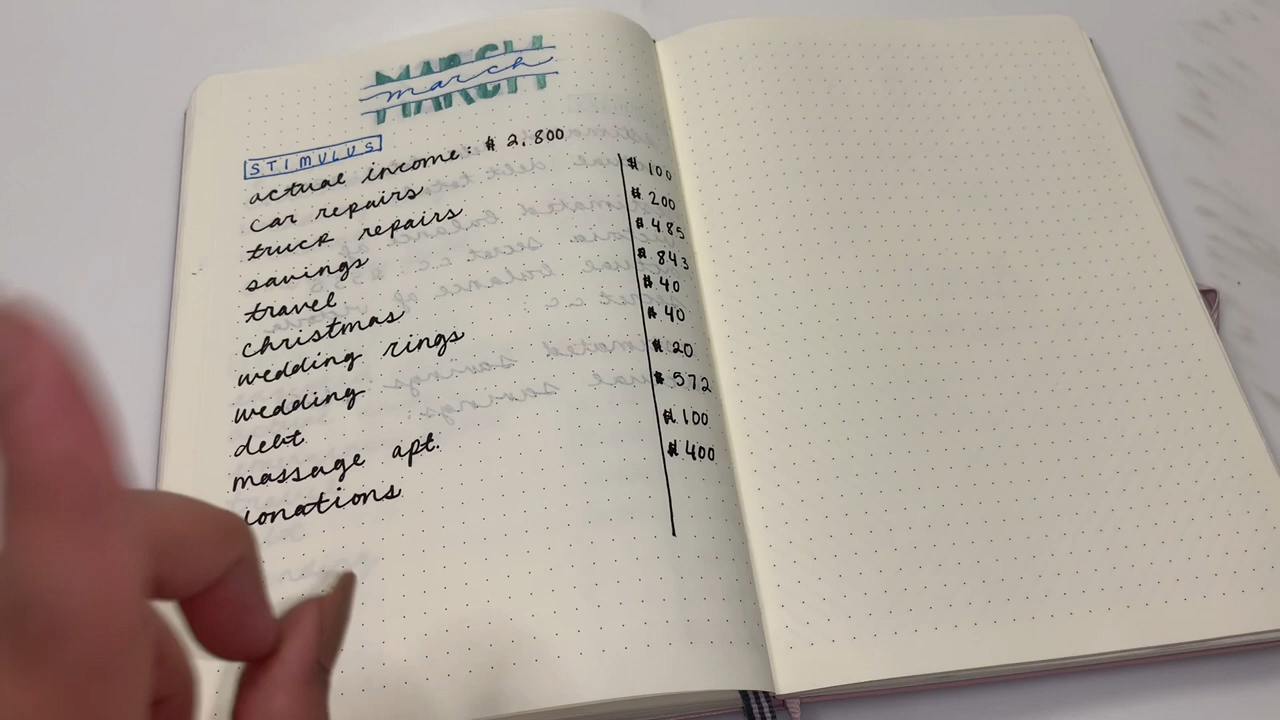 MARCH
march
STIMULUS
actual income: $ 2,800
car repairs $ 100
truck repairs $ 200
savings $ 485
travel $ 843
christmas $ 40
wedding rings $ 40
wedding $ 20
debt $ 572
massage apt. $ 100
donations $ 400